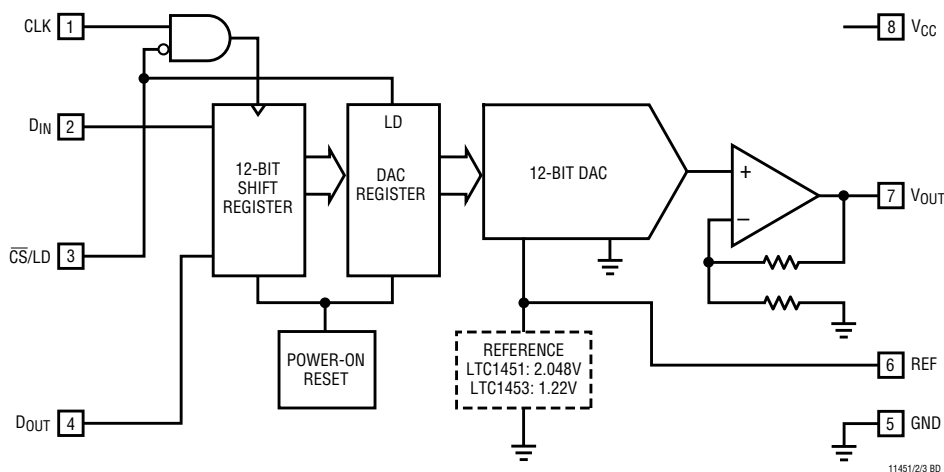 CLK 1
8 VCC
DIN 2
LD
12-BIT
SHIFT
REGISTER
DAC
REGISTER
12-BIT DAC
+
−
7 VOUT
CS/LD 3
POWER-ON
RESET
REFERENCE
LTC1451: 2.048V
LTC1453: 1.22V
6 REF
DOUT 4
5 GND
11451/2/3 BD